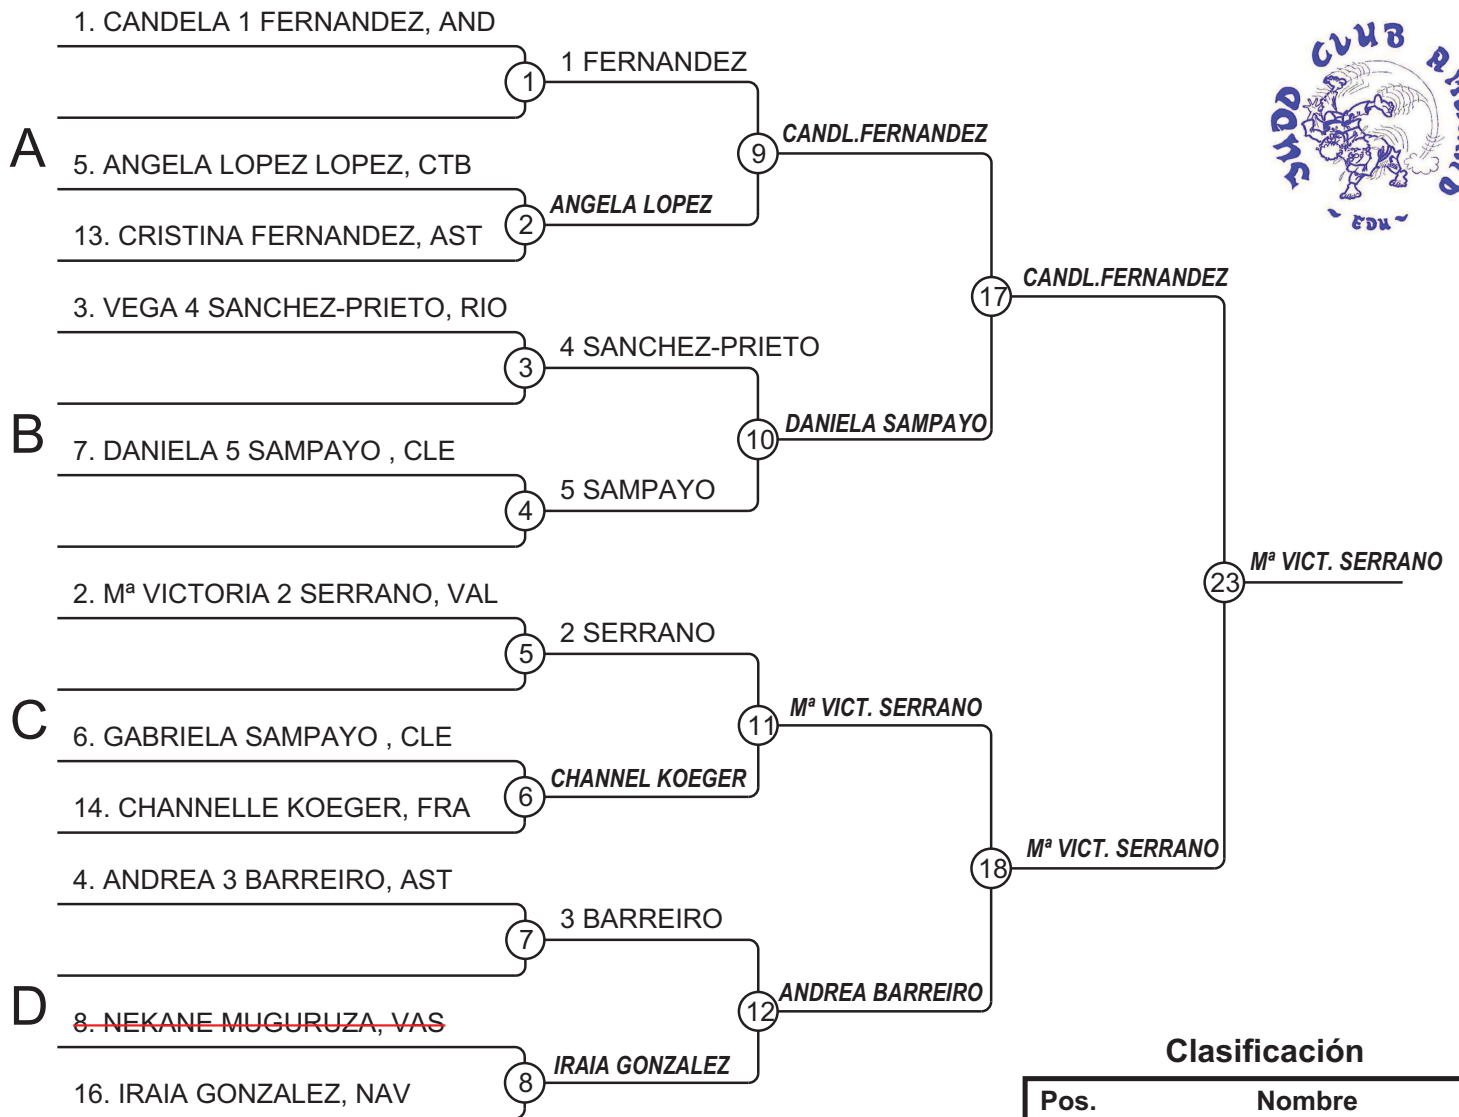 1. CANDELA 1 FERNANDEZ, AND
1
1 FERNANDEZ
A
5. ANGELA LOPEZ LOPEZ, CTB
2
ANGELA LOPEZ
13. CRISTINA FERNANDEZ, AST
9
CANDL.FERNANDEZ
3. VEGA 4 SANCHEZ-PRIETO, RIO
3
4 SANCHEZ-PRIETO
B
7. DANIELA 5 SAMPAYO , CLE
4
5 SAMPAYO
10
DANIELA SAMPAYO
17
CANDL.FERNANDEZ
2. Mª VICTORIA 2 SERRANO, VAL
5
2 SERRANO
C
6. GABRIELA SAMPAYO , CLE
14. CHANNELLE KOEGER, FRA
6
CHANNEL KOEGER
11
Mª VICT. SERRANO
4. ANDREA 3 BARREIRO, AST
7
3 BARREIRO
D
8. NEKANE MUGURUZA, VAS
16. IRAIA GONZALEZ, NAV
8
IRAIA GONZALEZ
12
ANDREA BARREIRO
18
Mª VICT. SERRANO
23
Mª VICT. SERRANO
JUDO CLUB
~ EDU ~
Clasificación
Pos. Nombre